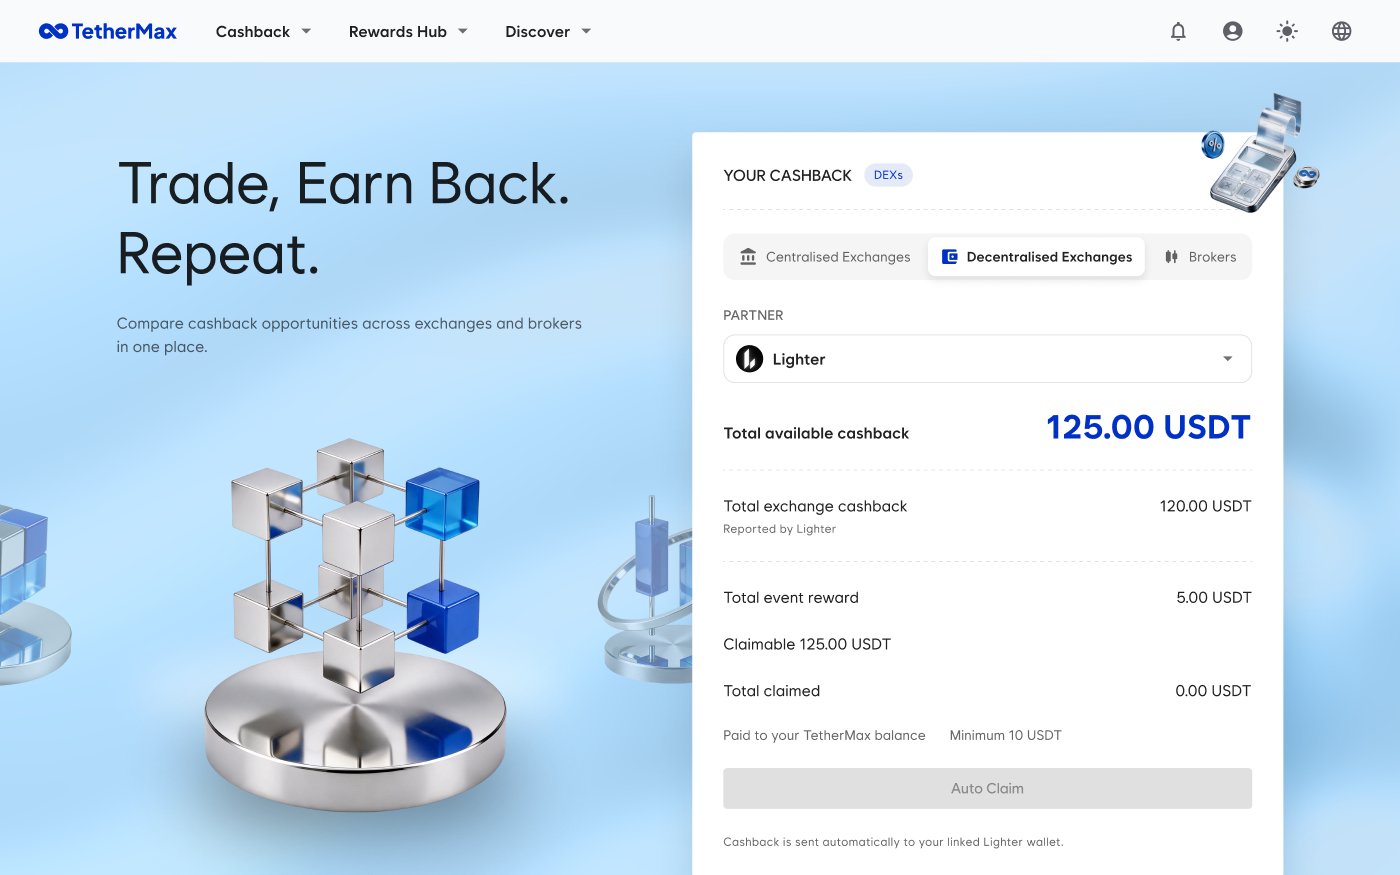 TetherMax
Cashback
Rewards Hub
Discover
Trade, Earn Back.
Repeat.
Compare cashback opportunities across exchanges and brokers
in one place.
YOUR CASHBACK
DEXs
%
Centralised Exchanges
Decentralised Exchanges
Brokers
PARTNER
Lighter
Total available cashback
125.00 USDT
Total exchange cashback
120.00 USDT
Reported by Lighter
Total event reward
5.00 USDT
Claimable 125.00 USDT
Total claimed
0.00 USDT
Paid to your TetherMax balance
Minimum 10 USDT
Auto Claim
Cashback is sent automatically to your linked Lighter wallet.